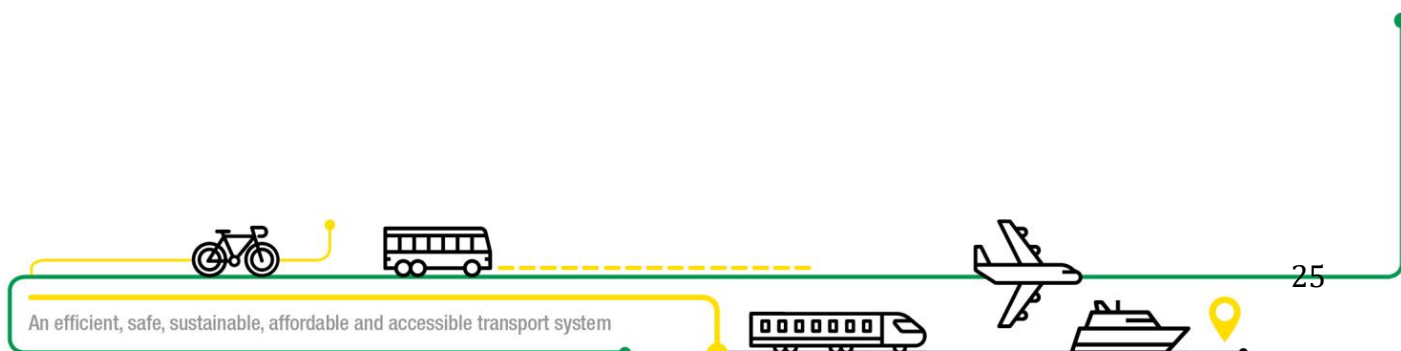 25
An efficient, safe, sustainable, affordable and accessible transport system